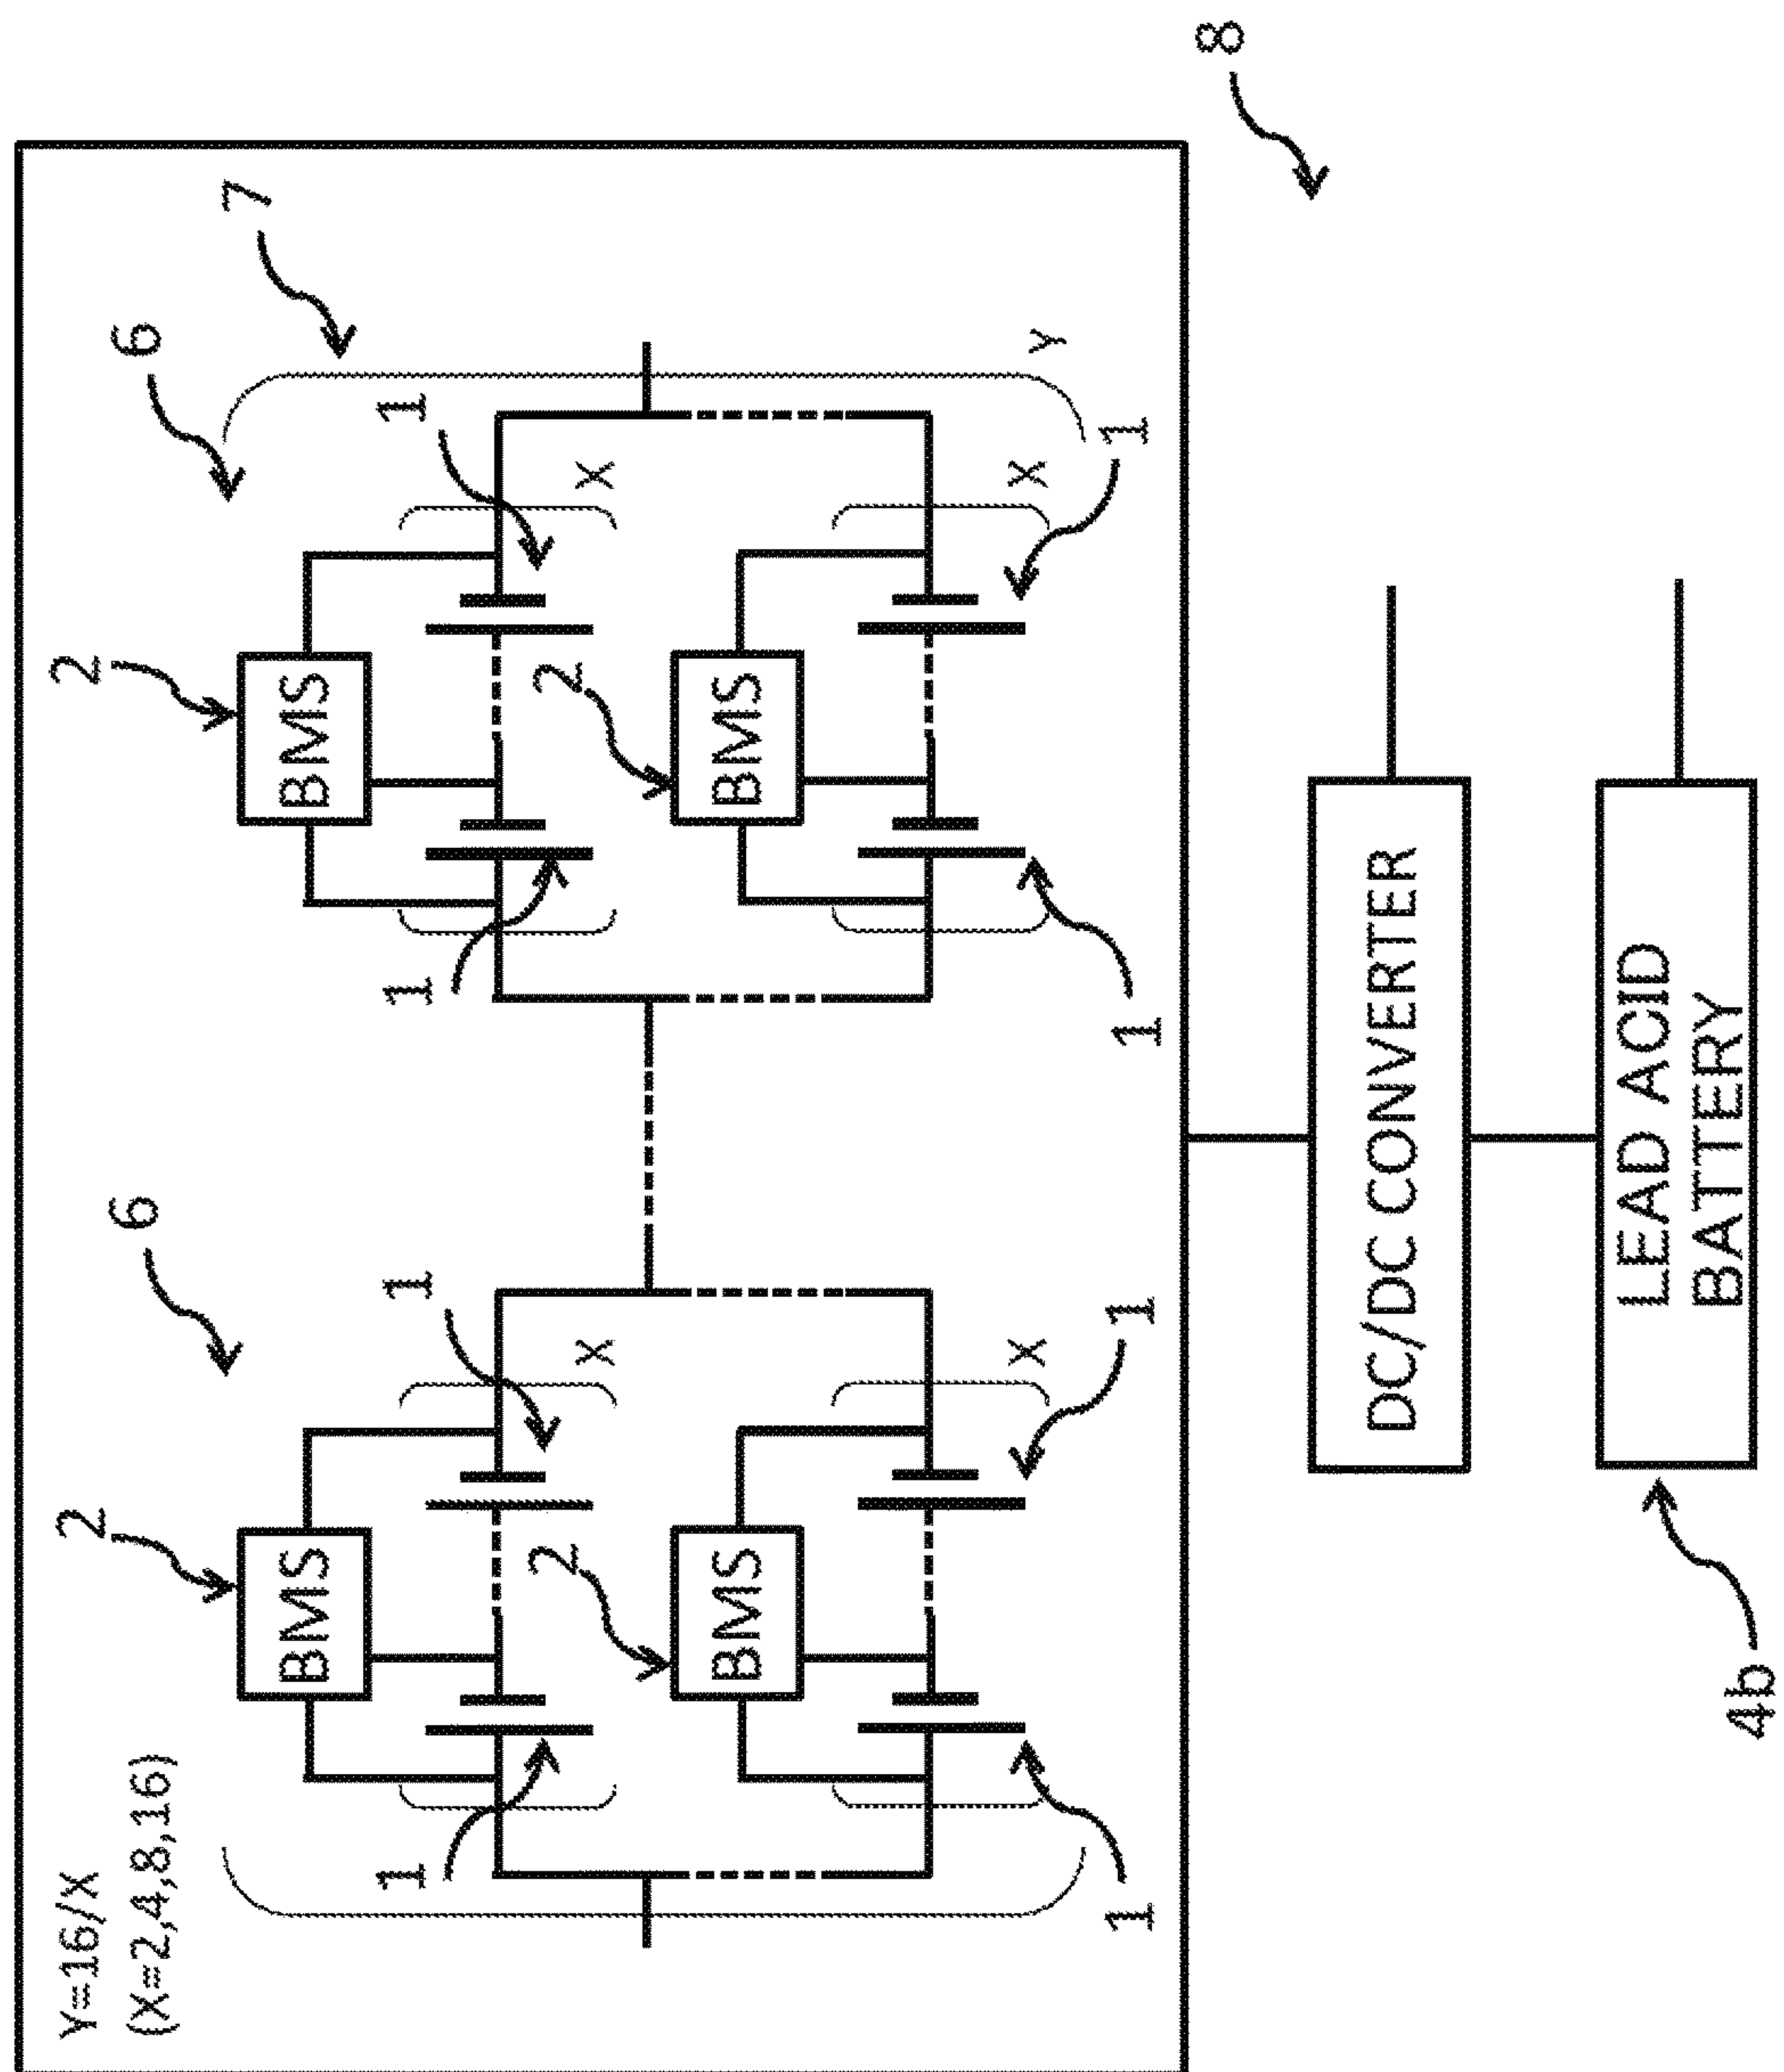 Y=16/X
2
2
(X=2,4,8,16)
6
6
7
BMS
BMS
1
1
1
1
2
2
X
X
BMS
BMS
X
X
Y
1
1
1
1
8
DC/DC CONVERTER
LEAD ACID
BATTERY
4b